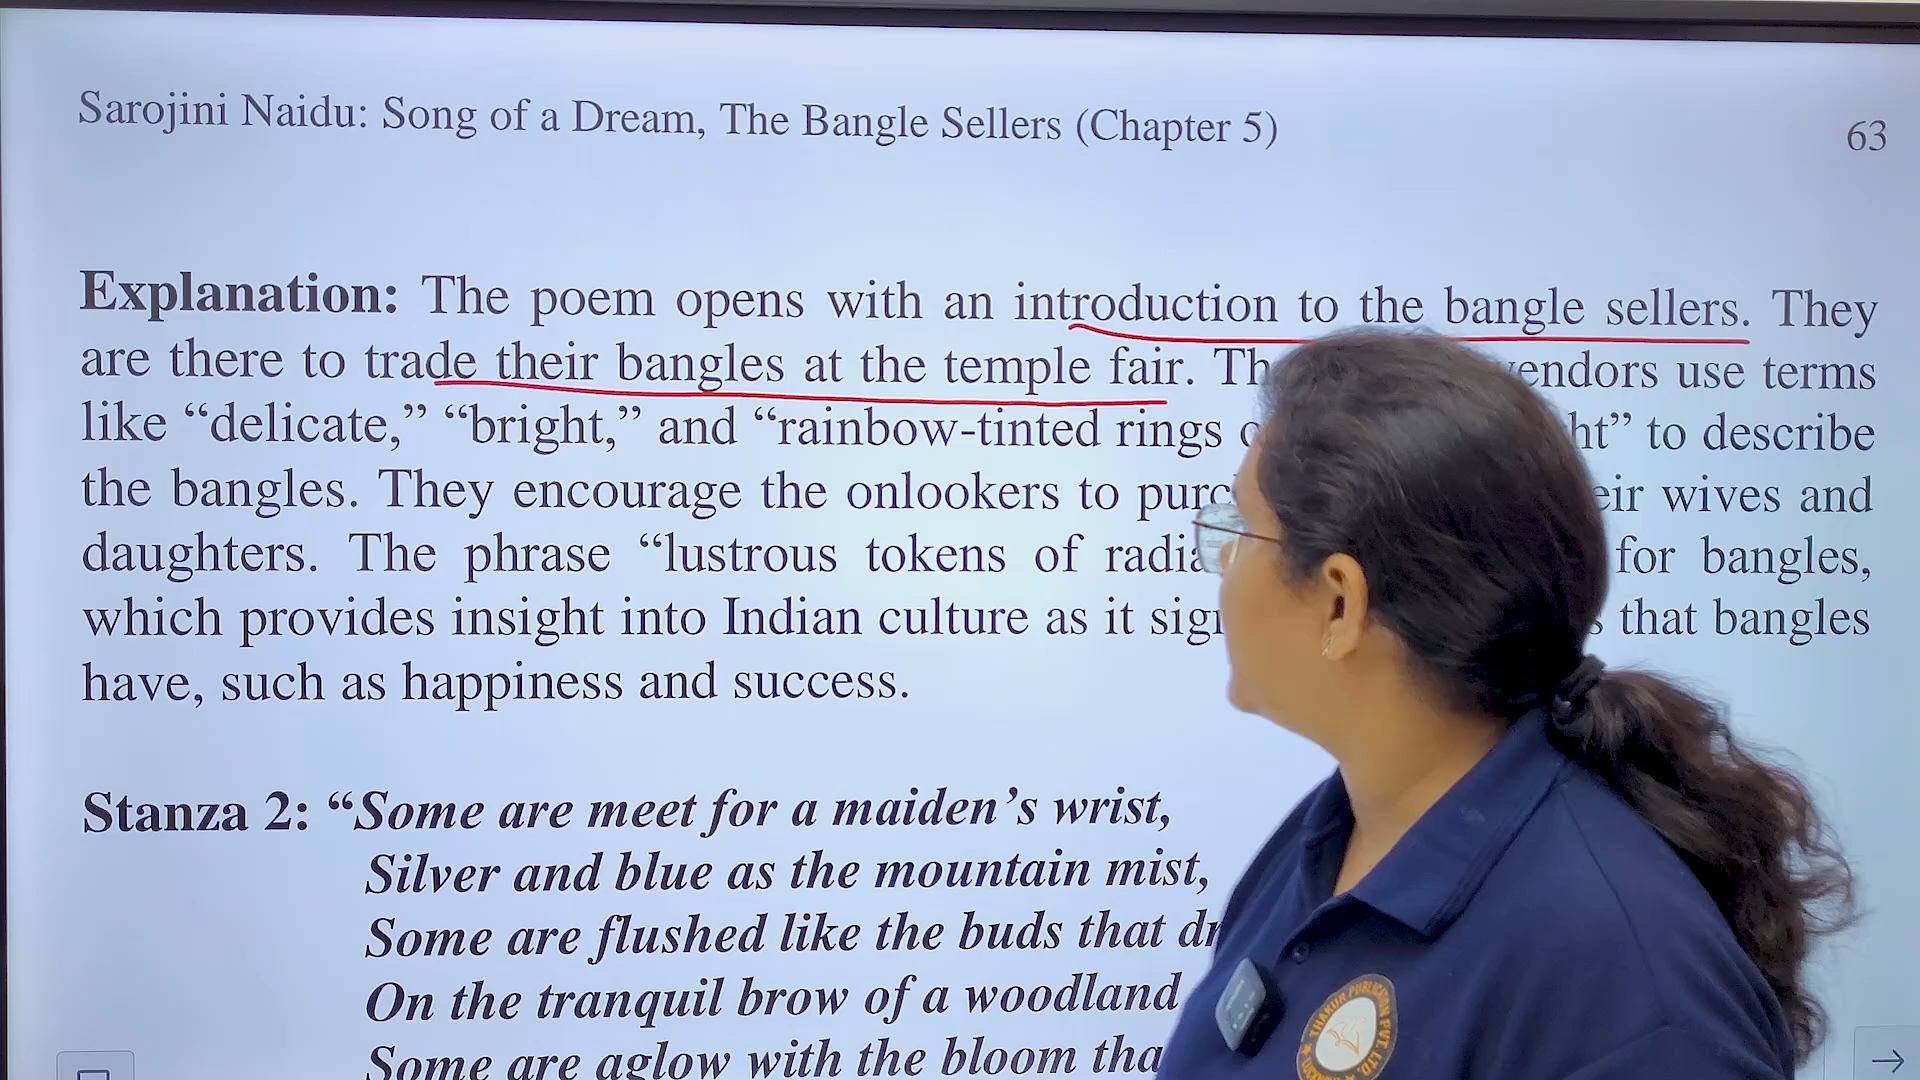 Sarojini Naidu: Song of a Dream, The Bangle Sellers (Chapter 5) 63
Explanation: The poem opens with an introduction to the bangle sellers. They
are there to trade their bangles at the temple fair. vendors use terms
like “delicate,” “bright,” and “rainbow-tinted rings to describe
the bangles. They encourage the onlookers to wives and
daughters. The phrase “lustrous tokens of for bangles,
which provides insight into Indian culture as it that bangles
have, such as happiness and success.
Stanza 2: “Some are meet for a maiden’s wrist,
Silver and blue as the mountain mist,
Some are flushed like the buds that
On the tranquil brow of a woodland
Some are aglow with the bloom
THAKUR PUBLICATION PVT. LTD.